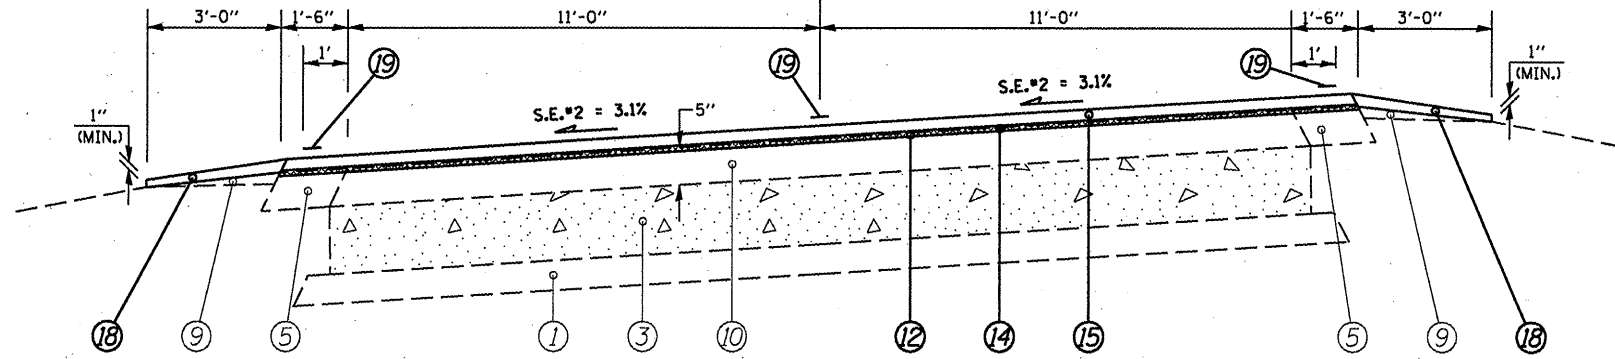 3'-0" 1'-6" 11'-0" 11'-0" 1'-6" 3'-0"
1' 1'
19 19 19
1"
(MIN.)
S.E.#2 = 3.1%
S.E.#2 = 3.1%
5"
1"
(MIN.)
18 9 5 1 3 10 12 14 15 5 9 18